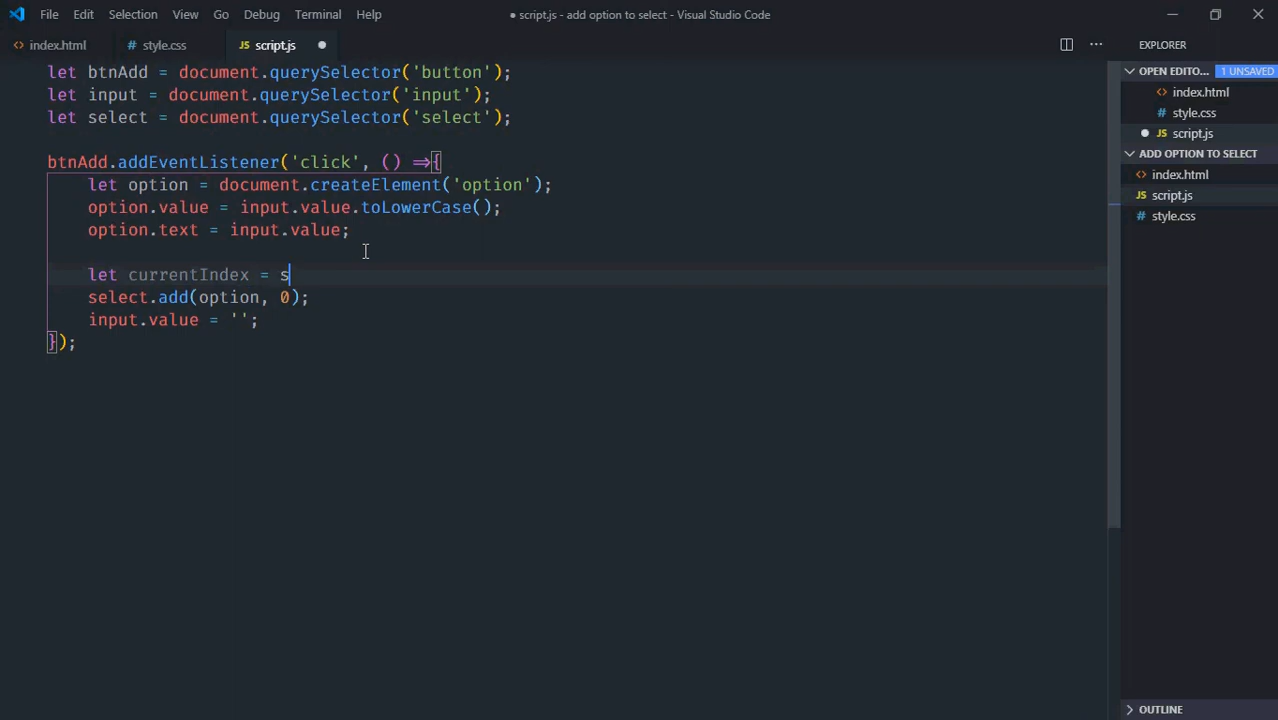 File Edit Selection View Go Debug Terminal Help
● script.js - add option to select - Visual Studio Code
index.html style.css JS script.js
EXPLORER
OPEN EDITO... 1 UNSAVED
index.html
style.css
JS script.js
ADD OPTION TO SELECT
index.html
JS script.js
style.css
OUTLINE
let btnAdd = document.querySelector('button');
let input = document.querySelector('input');
let select = document.querySelector('select');
btnAdd.addEventListener('click', () =>{
let option = document.createElement('option');
option.value = input.value.toLowerCase();
option.text = input.value;
let currentIndex = s
select.add(option, 0);
input.value = '';
});